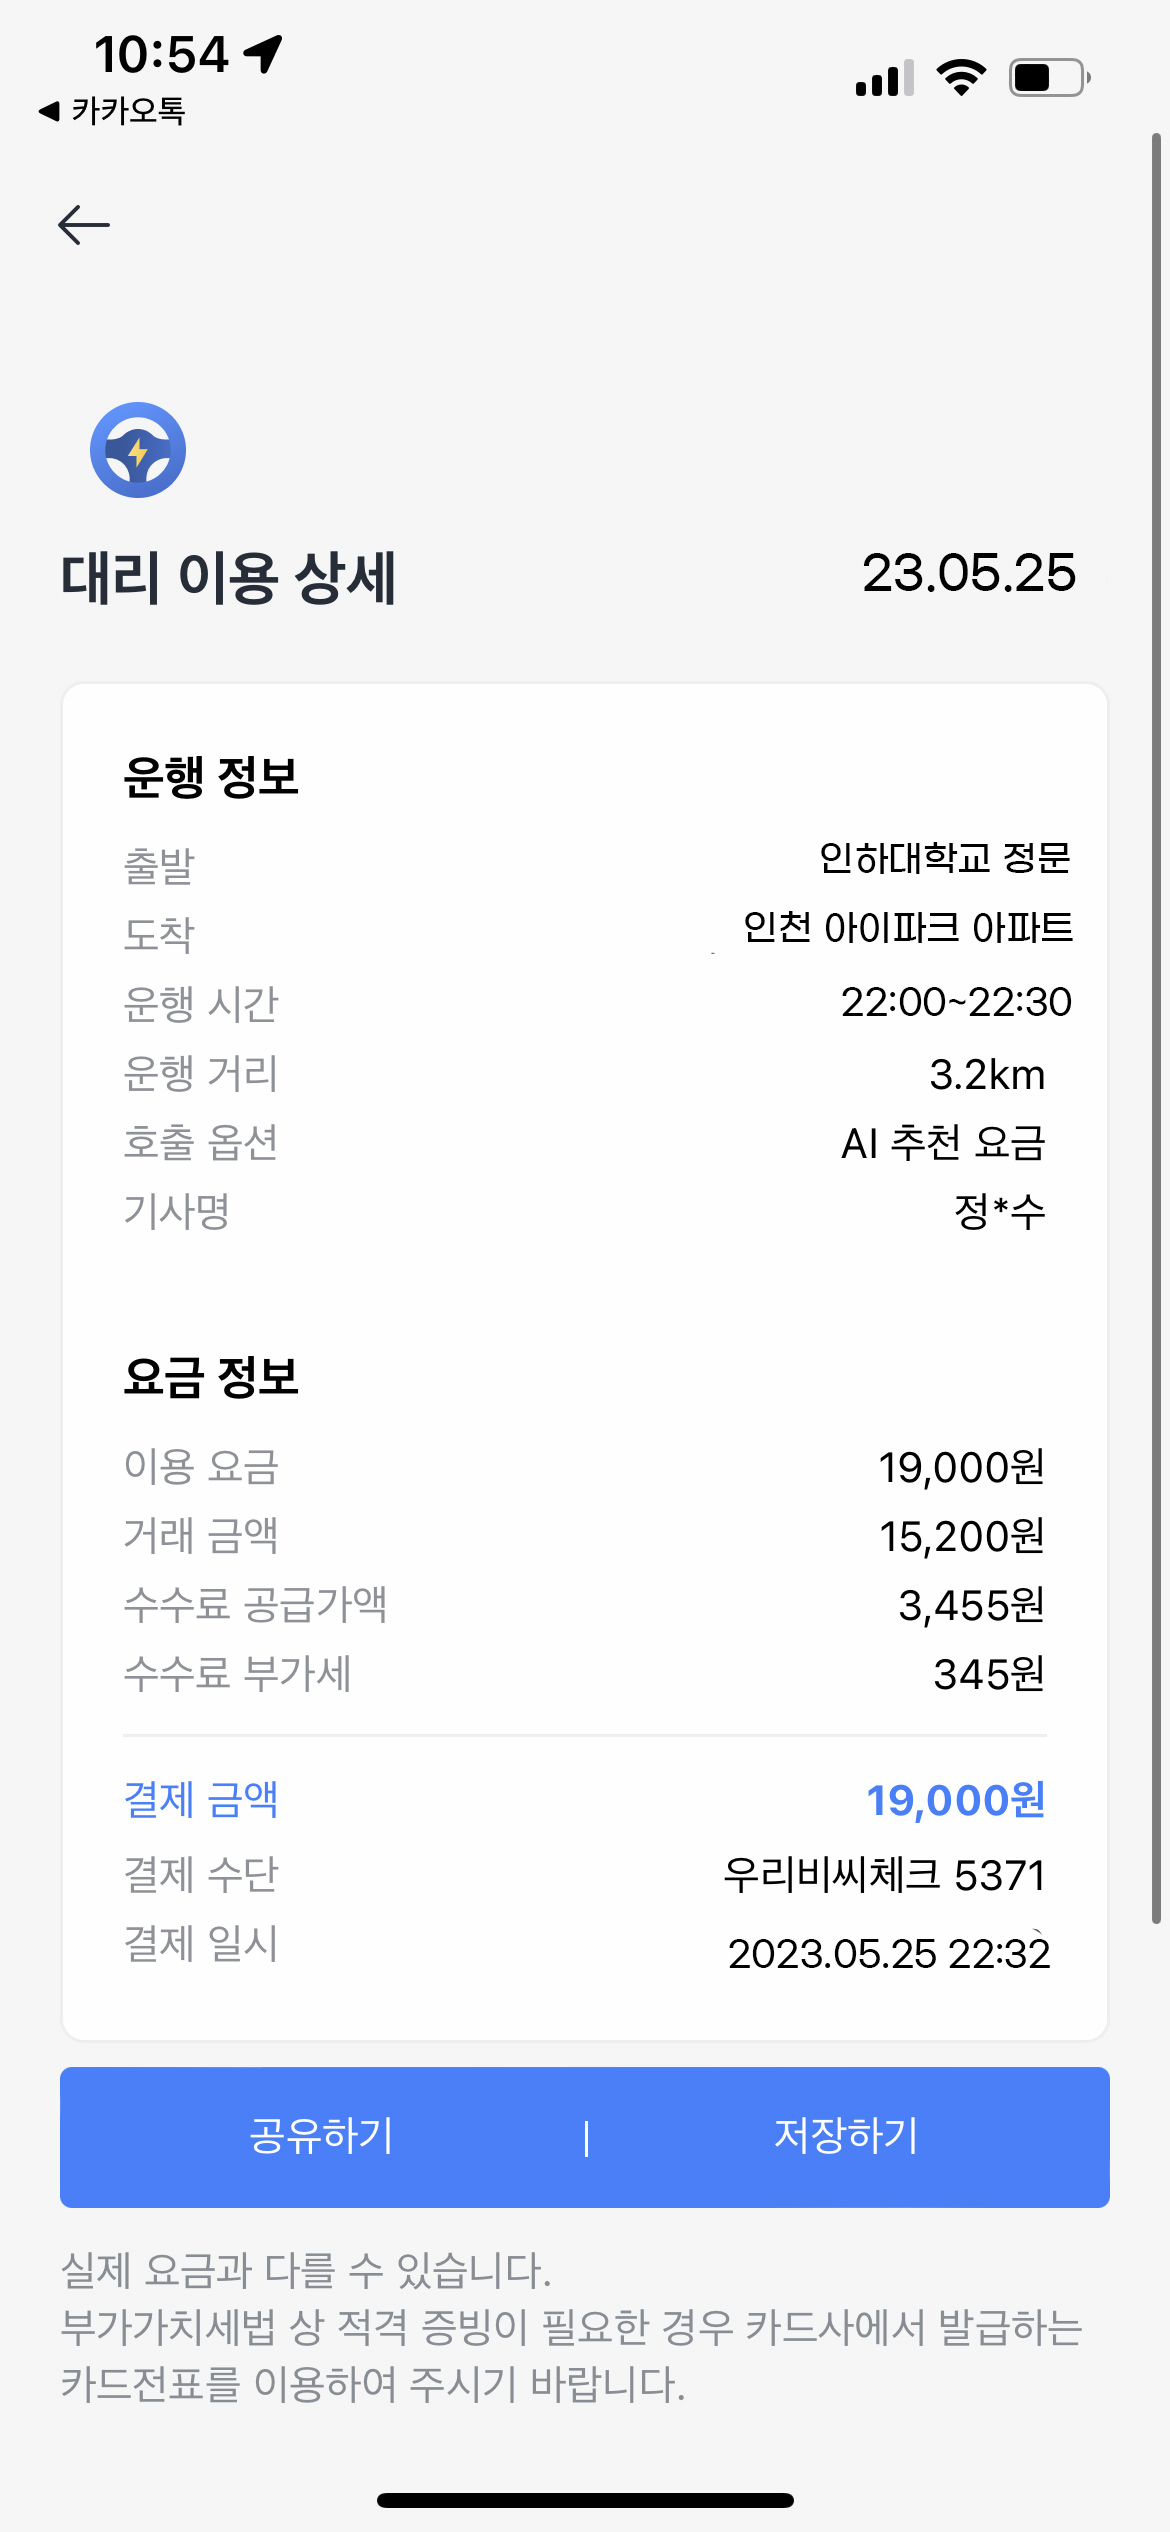 10:54
카카오톡
대리 이용 상세 23.05.25
운행 정보
출발 인하대학교 정문
도착 인천 아이파크 아파트
운행 시간 22:00~22:30
운행 거리 3.2km
호출 옵션 AI 추천 요금
기사명 정*수
요금 정보
이용 요금 19,000원
거래 금액 15,200원
수수료 공급가액 3,455원
수수료 부가세 345원
결제 금액 19,000원
결제 수단 우리비씨체크 5371
결제 일시 2023.05.25 22:32
공유하기 | 저장하기
실제 요금과 다를 수 있습니다.
부가가치세법 상 적격 증빙이 필요한 경우 카드사에서 발급하는
카드전표를 이용하여 주시기 바랍니다.